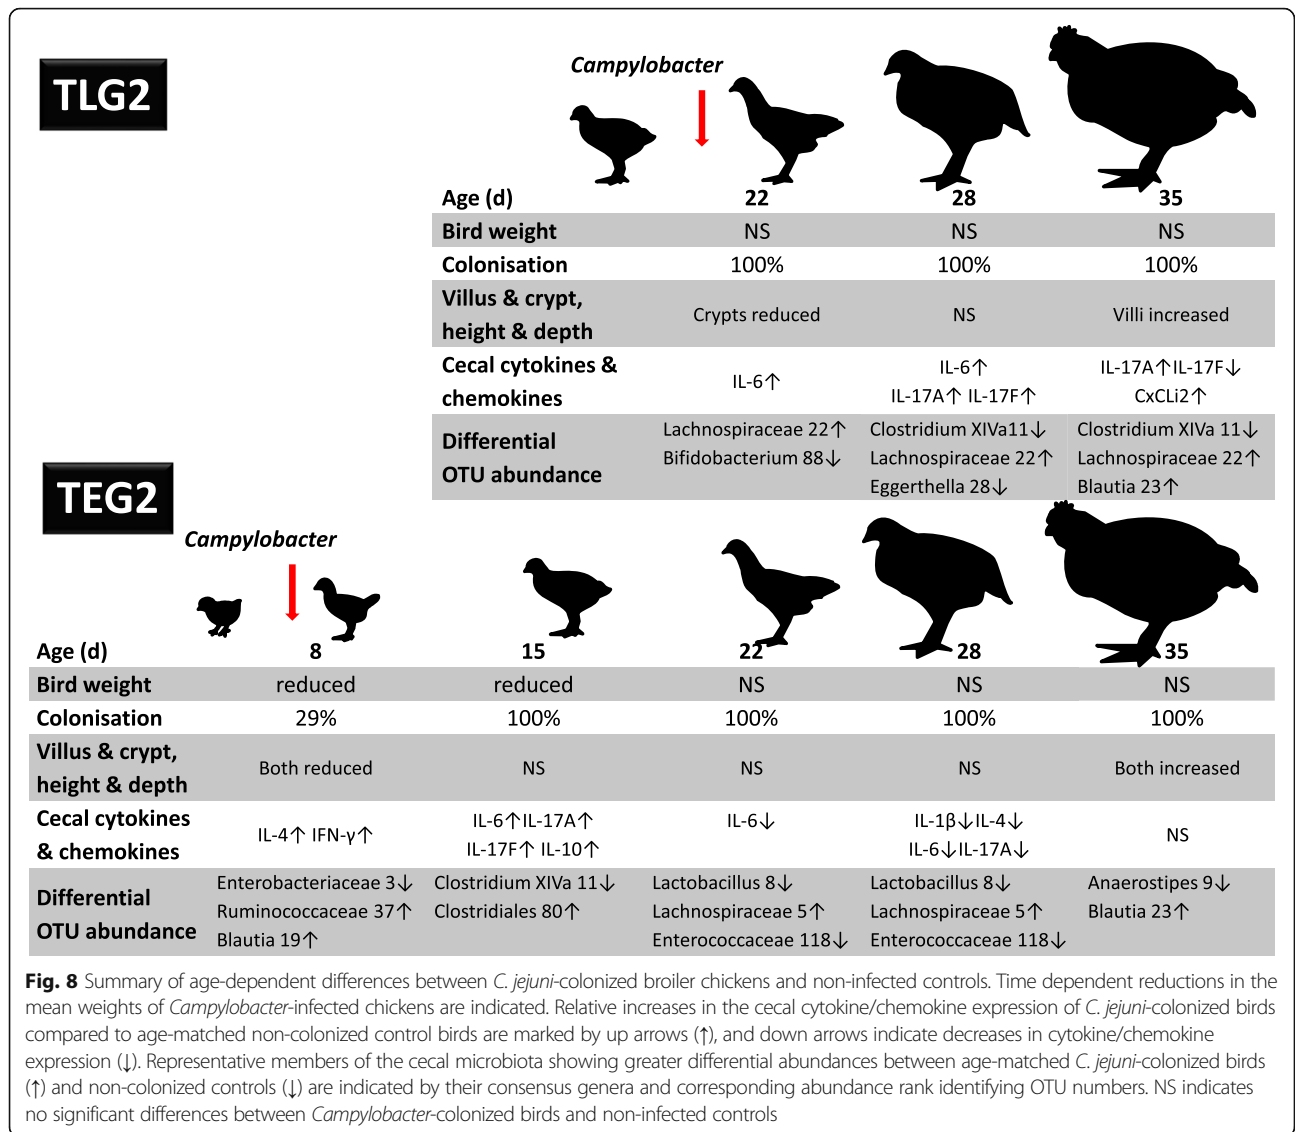 TLG2
Campylobacter
Age (d) 22 28 35
Bird weight NS NS NS
Colonisation 100% 100% 100%
Villus & crypt,
height & depth Crypts reduced NS Villi increased
Cecal cytokines &
chemokines
IL-6↑
IL-6↑
IL-17A↑ IL-17F↑
IL-17A↑IL-17F↓
CxCLi2↑
Differential
OTU abundance
Lachnospiraceae 22↑
Bifidobacterium 88↓
Clostridium XIVa11↓
Lachnospiraceae 22↑
Eggerthella 28↓
Clostridium XIVa 11↓
Lachnospiraceae 22↑
Blautia 23↑
TEG2
Campylobacter
Age (d) 8 15 22 28 35
Bird weight reduced reduced NS NS NS
Colonisation 29% 100% 100% 100% 100%
Villus & crypt,
height & depth Both reduced NS NS NS Both increased
Cecal cytokines
& chemokines
IL-4↑ IFN-γ↑
IL-6↑IL-17A↑
IL-17F↑ IL-10↑
IL-6↓
IL-1β↓IL-4↓
IL-6↓IL-17A↓
NS
Differential
OTU abundance
Enterobacteriaceae 3↓
Ruminococcaceae 37↑
Blautia 19↑
Clostridium XIVa 11↓
Clostridiales 80↑
Lactobacillus 8↓
Lachnospiraceae 5↑
Enterococcaceae 118↓
Lactobacillus 8↓
Lachnospiraceae 5↑
Enterococcaceae 118↓
Anaerostipes 9↓
Blautia 23↑
Fig. 8 Summary of age-dependent differences between C. jejuni-colonized broiler chickens and non-infected controls. Time dependent reductions in the
mean weights of Campylobacter-infected chickens are indicated. Relative increases in the cecal cytokine/chemokine expression of C. jejuni-colonized birds
compared to age-matched non-colonized control birds are marked by up arrows (↑), and down arrows indicate decreases in cytokine/chemokine
expression (↓). Representative members of the cecal microbiota showing greater differential abundances between age-matched C. jejuni-colonized birds
(↑) and non-colonized controls (↓) are indicated by their consensus genera and corresponding abundance rank identifying OTU numbers. NS indicates
no significant differences between Campylobacter-colonized birds and non-infected controls